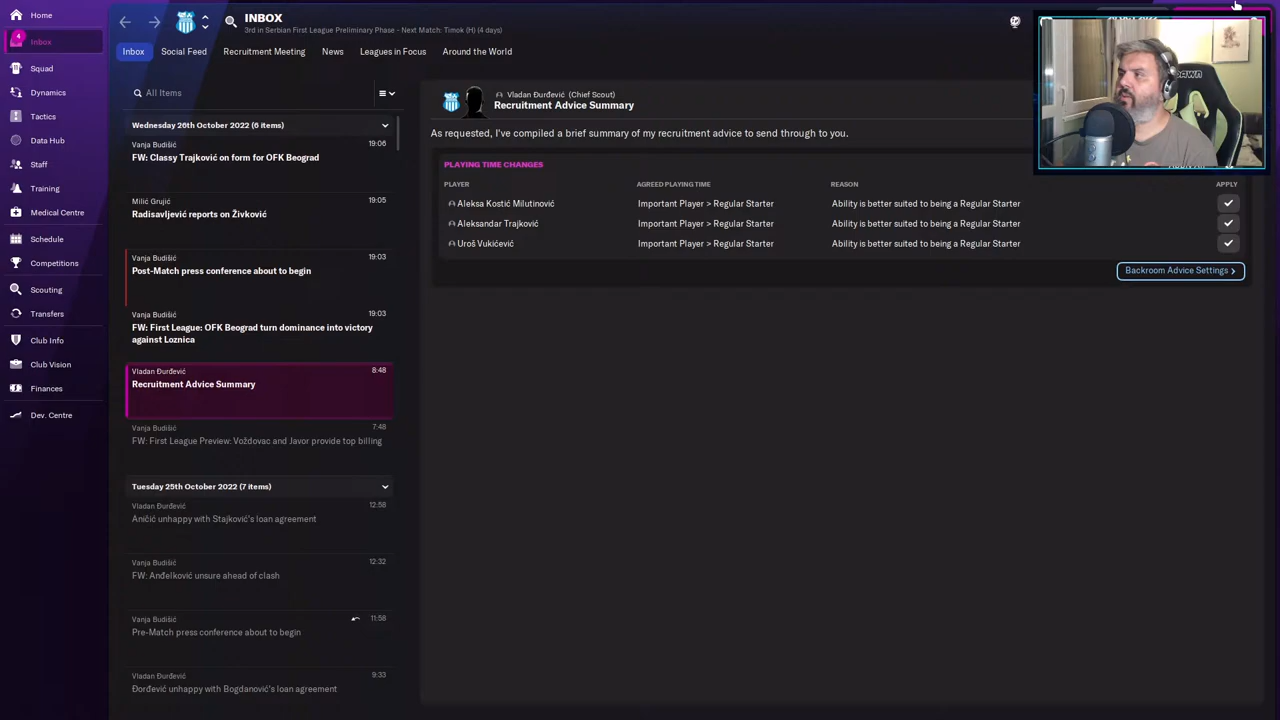 Home
4
Inbox
Squad
Dynamics
Tactics
Data Hub
Staff
Training
Medical Centre
Schedule
Competitions
Scouting
Transfers
Club Info
Club Vision
Finances
Dev. Centre
INBOX
3rd in Serbian First League Preliminary Phase - Next Match: Timok (H) (4 days)
Inbox
Social Feed
Recruitment Meeting
News
Leagues in Focus
Around the World
All Items
Wednesday 26th October 2022 (6 items)
Vanja Budišić 19:06
FW: Classy Trajković on form for OFK Beograd
Milić Grujić 19:05
Radisavljević reports on Živković
Vanja Budišić 19:03
Post-Match press conference about to begin
Vanja Budišić 19:03
FW: First League: OFK Beograd turn dominance into victory
against Loznica
Vladan Đurđević 8:48
Recruitment Advice Summary
Vanja Budišić 7:48
FW: First League Preview: Voždovac and Javor provide top billing
Tuesday 25th October 2022 (7 items)
Vladan Đurđević 12:58
Aničić unhappy with Stajković's loan agreement
Vanja Budišić 12:32
FW: Anđelković unsure ahead of clash
Vanja Budišić 11:58
Pre-Match press conference about to begin
Vladan Đurđević 9:33
Đorđević unhappy with Bogdanović's loan agreement
Vladan Đurđević (Chief Scout)
Recruitment Advice Summary
As requested, I've compiled a brief summary of my recruitment advice to send through to you.
PLAYING TIME CHANGES
PLAYER AGREED PLAYING TIME REASON APPLY
Aleksa Kostić Milutinović Important Player > Regular Starter Ability is better suited to being a Regular Starter
Aleksandar Trajković Important Player > Regular Starter Ability is better suited to being a Regular Starter
Uroš Vukićević Important Player > Regular Starter Ability is better suited to being a Regular Starter
Backroom Advice Settings >